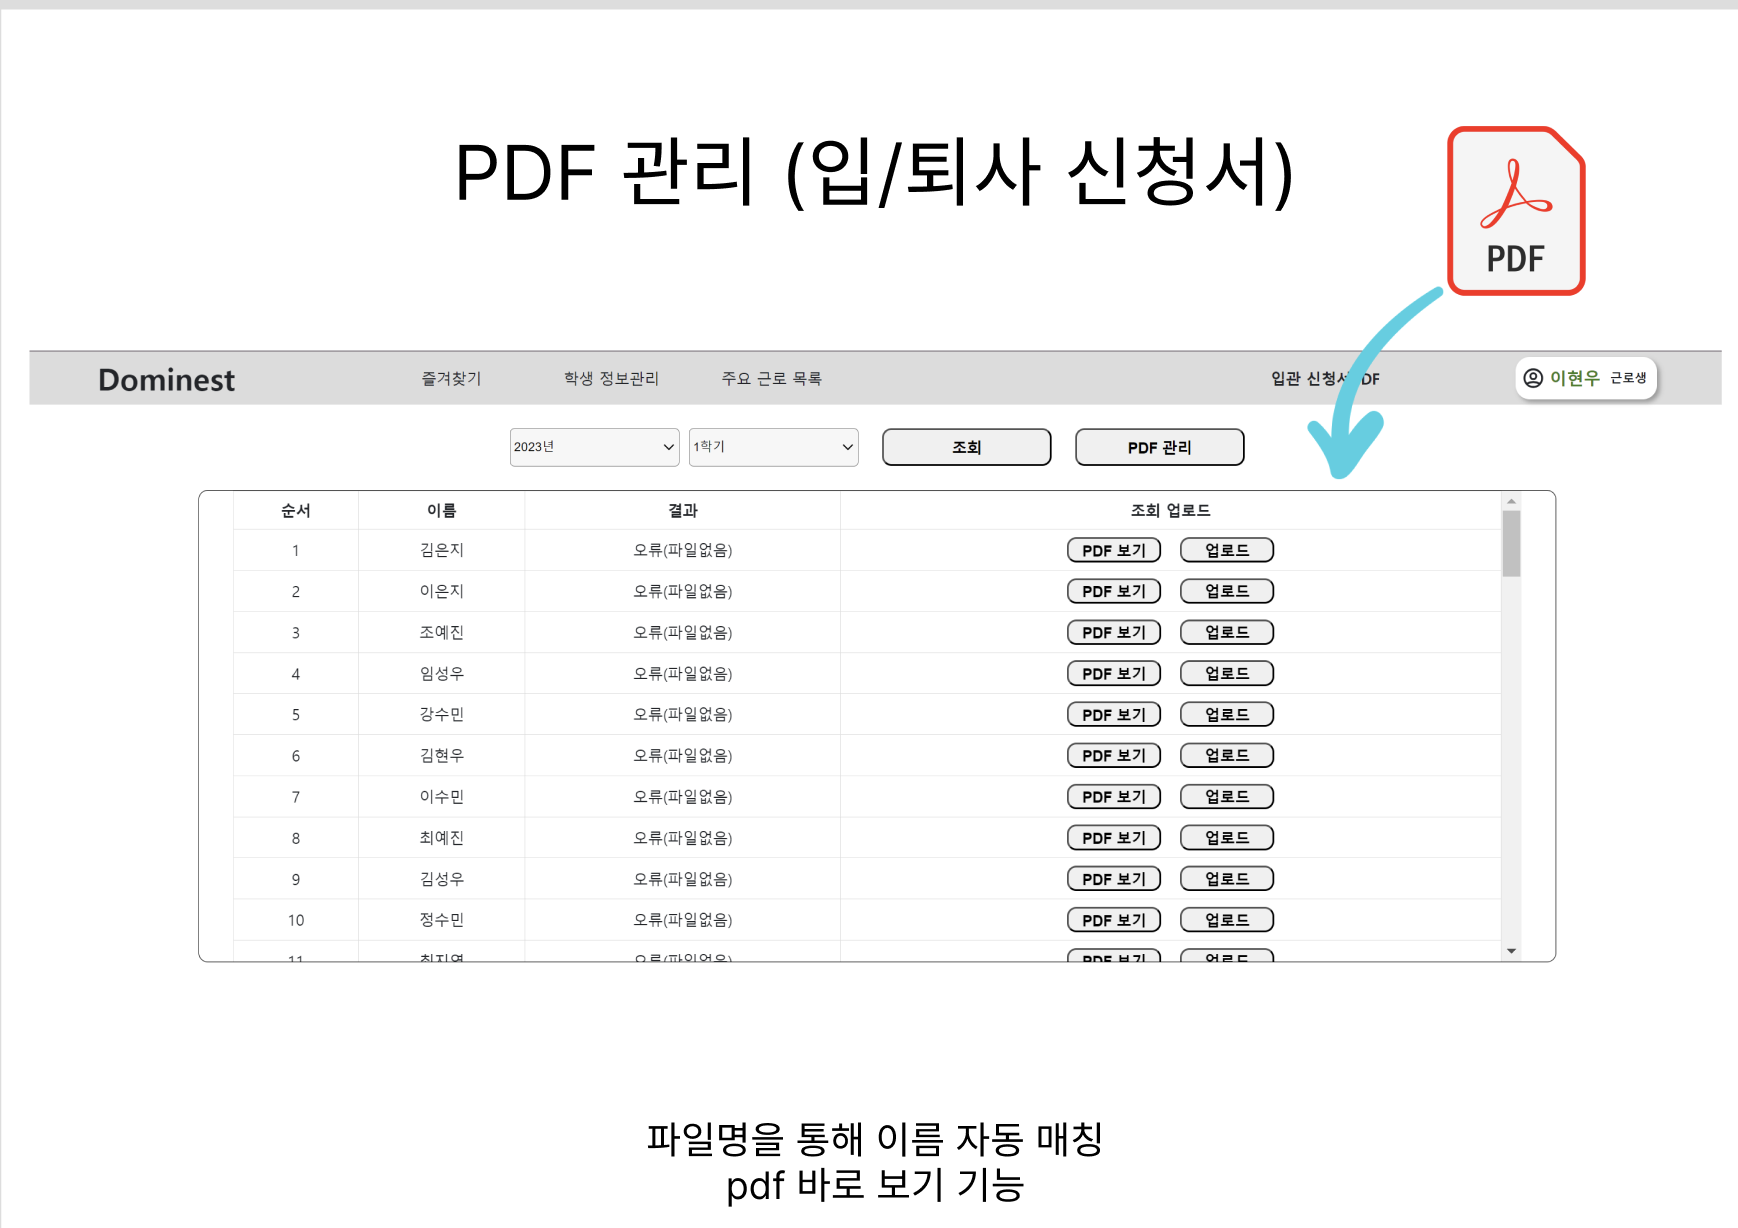 PDF 관리 (입/퇴사 신청서)
PDF
Dominest 즐겨찾기 학생 정보관리 주요 근로 목록 입관 신청서 DF 이현우 근로생
2023년 1학기 조회 PDF 관리
순서 이름 결과 조회 업로드
1 김은지 오류(파일없음) PDF 보기 업로드
2 이은지 오류(파일없음) PDF 보기 업로드
3 조예진 오류(파일없음) PDF 보기 업로드
4 임성우 오류(파일없음) PDF 보기 업로드
5 강수민 오류(파일없음) PDF 보기 업로드
6 김현우 오류(파일없음) PDF 보기 업로드
7 이수민 오류(파일없음) PDF 보기 업로드
8 최예진 오류(파일없음) PDF 보기 업로드
9 김성우 오류(파일없음) PDF 보기 업로드
10 정수민 오류(파일없음) PDF 보기 업로드
11 오류(파일없음) PDF 보기 업로드
파일명을 통해 이름 자동 매칭
pdf 바로 보기 기능